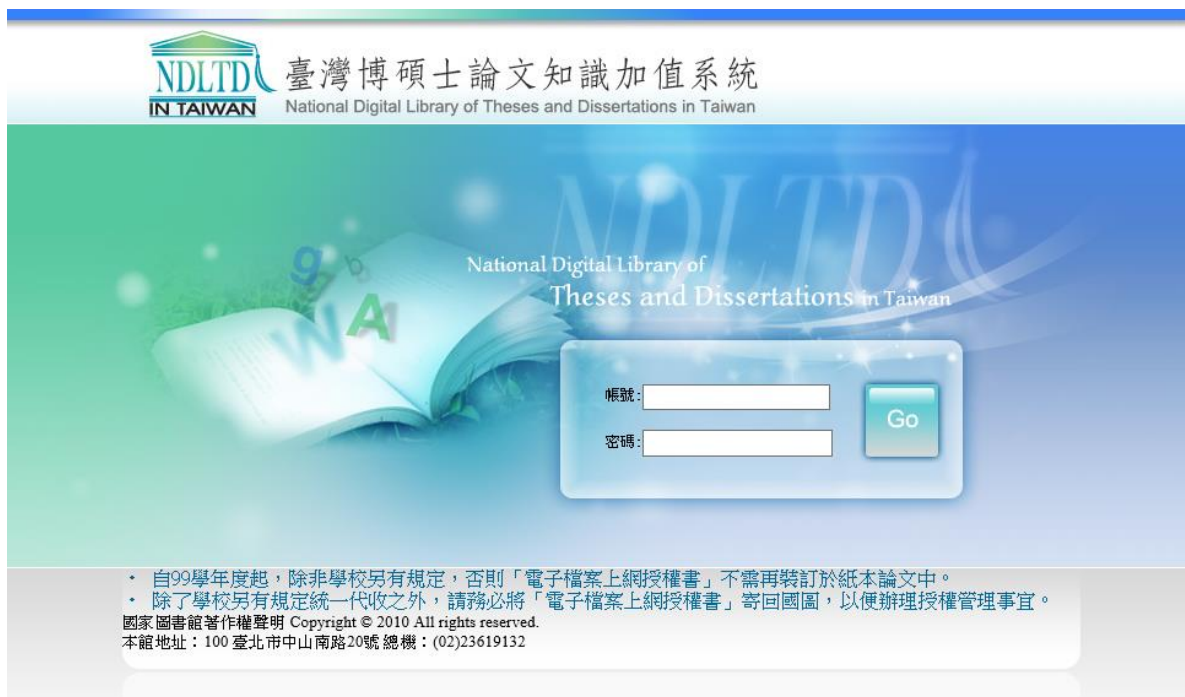 NDLTD
IN TAIWAN
臺灣博碩士論文知識加值系統
National Digital Library of Theses and Dissertations in Taiwan
NDLTD
g b
W A
National Digital Library of
Theses and Dissertations in Taiwan
帳號:
Go
密碼:
· 自99學年度起,除非學校另有規定,否則「電子檔案上網授權書」不需再裝訂於紙本論文中。
· 除了學校另有規定統一代收之外,請務必將「電子檔案上網授權書」寄回國圖,以便辦理授權管理事宜。
國家圖書館著作權聲明 Copyright © 2010 All rights reserved.
本館地址:100 臺北市中山南路20號 總機:(02)23619132